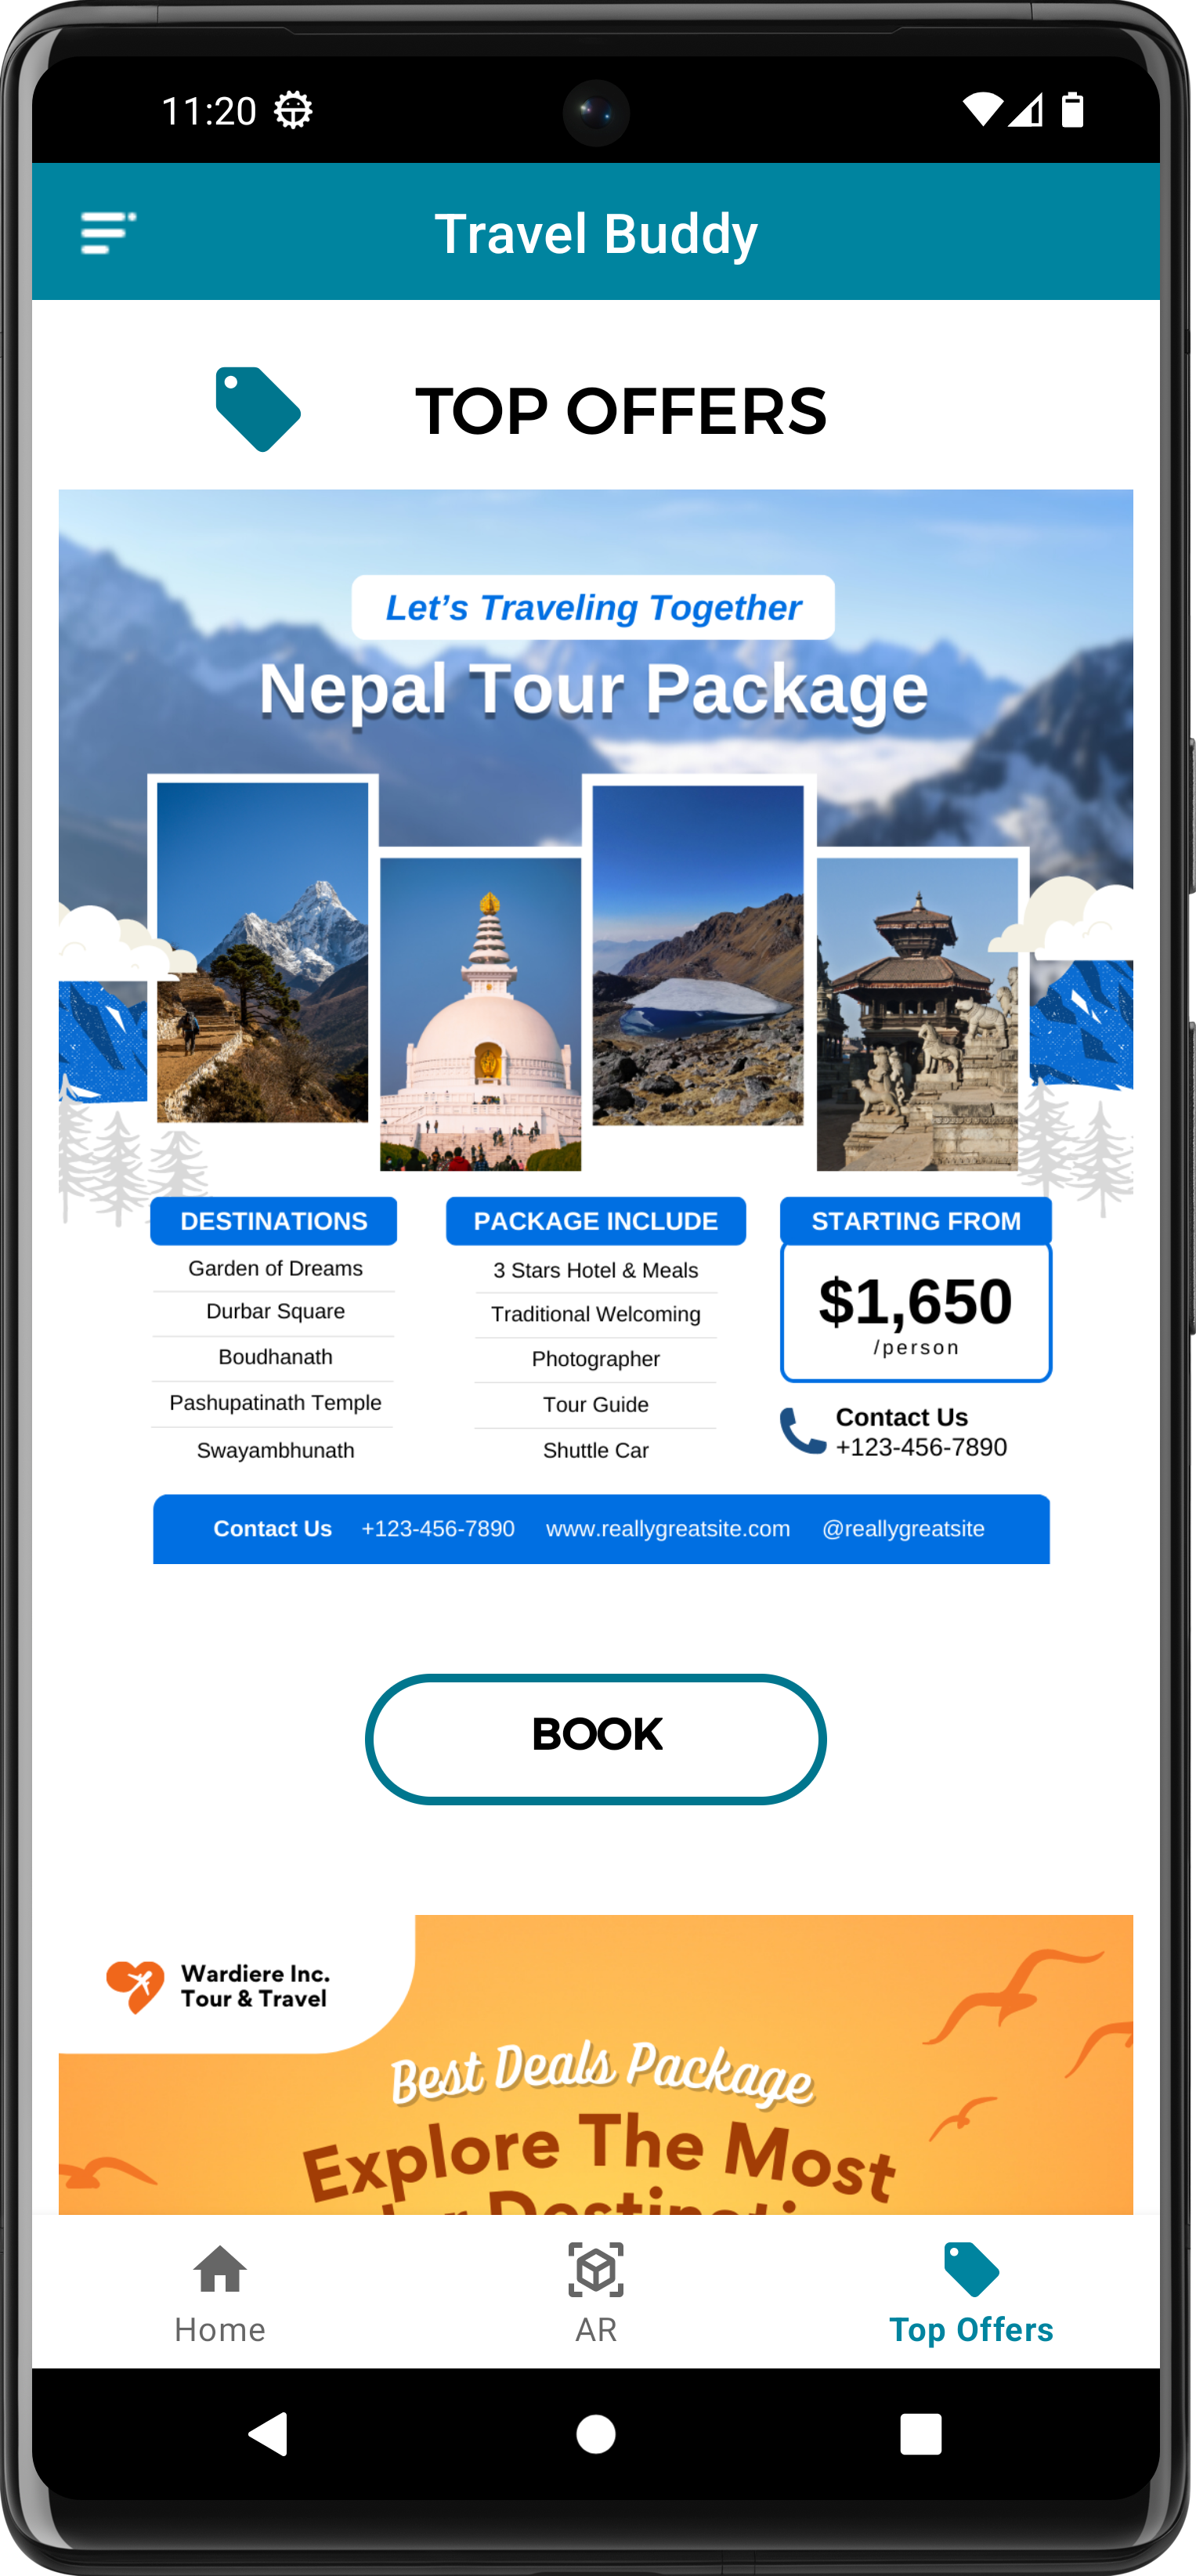 11:20
Travel Buddy
TOP OFFERS
Let's Traveling Together
Nepal Tour Package
DESTINATIONS
Garden of Dreams
Durbar Square
Boudhanath
Pashupatinath Temple
Swayambhunath
PACKAGE INCLUDE
3 Stars Hotel & Meals
Traditional Welcoming
Photographer
Tour Guide
Shuttle Car
STARTING FROM
$1,650
/person
Contact Us
+123-456-7890
Contact Us +123-456-7890 www.reallygreatsite.com @reallygreatsite
BOOK
Wardiere Inc.
Tour & Travel
Best Deals Package
Explore The Most
Home
AR
Top Offers